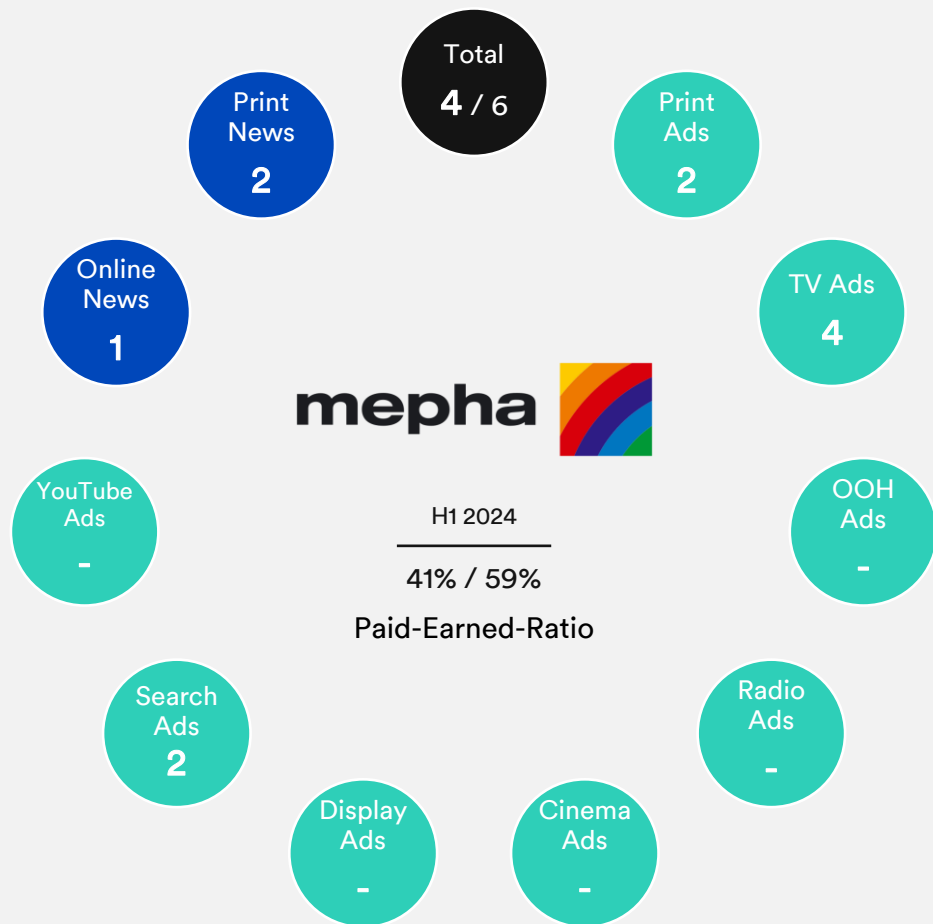 Total
4 / 6
Print
Ads
2
TV Ads
4
OOH
Ads
-
Radio
Ads
-
Cinema
Ads
-
Display
Ads
-
Search
Ads
2
YouTube
Ads
-
Online
News
1
Print
News
2
mepha
H1 2024
41% / 59%
Paid-Earned-Ratio